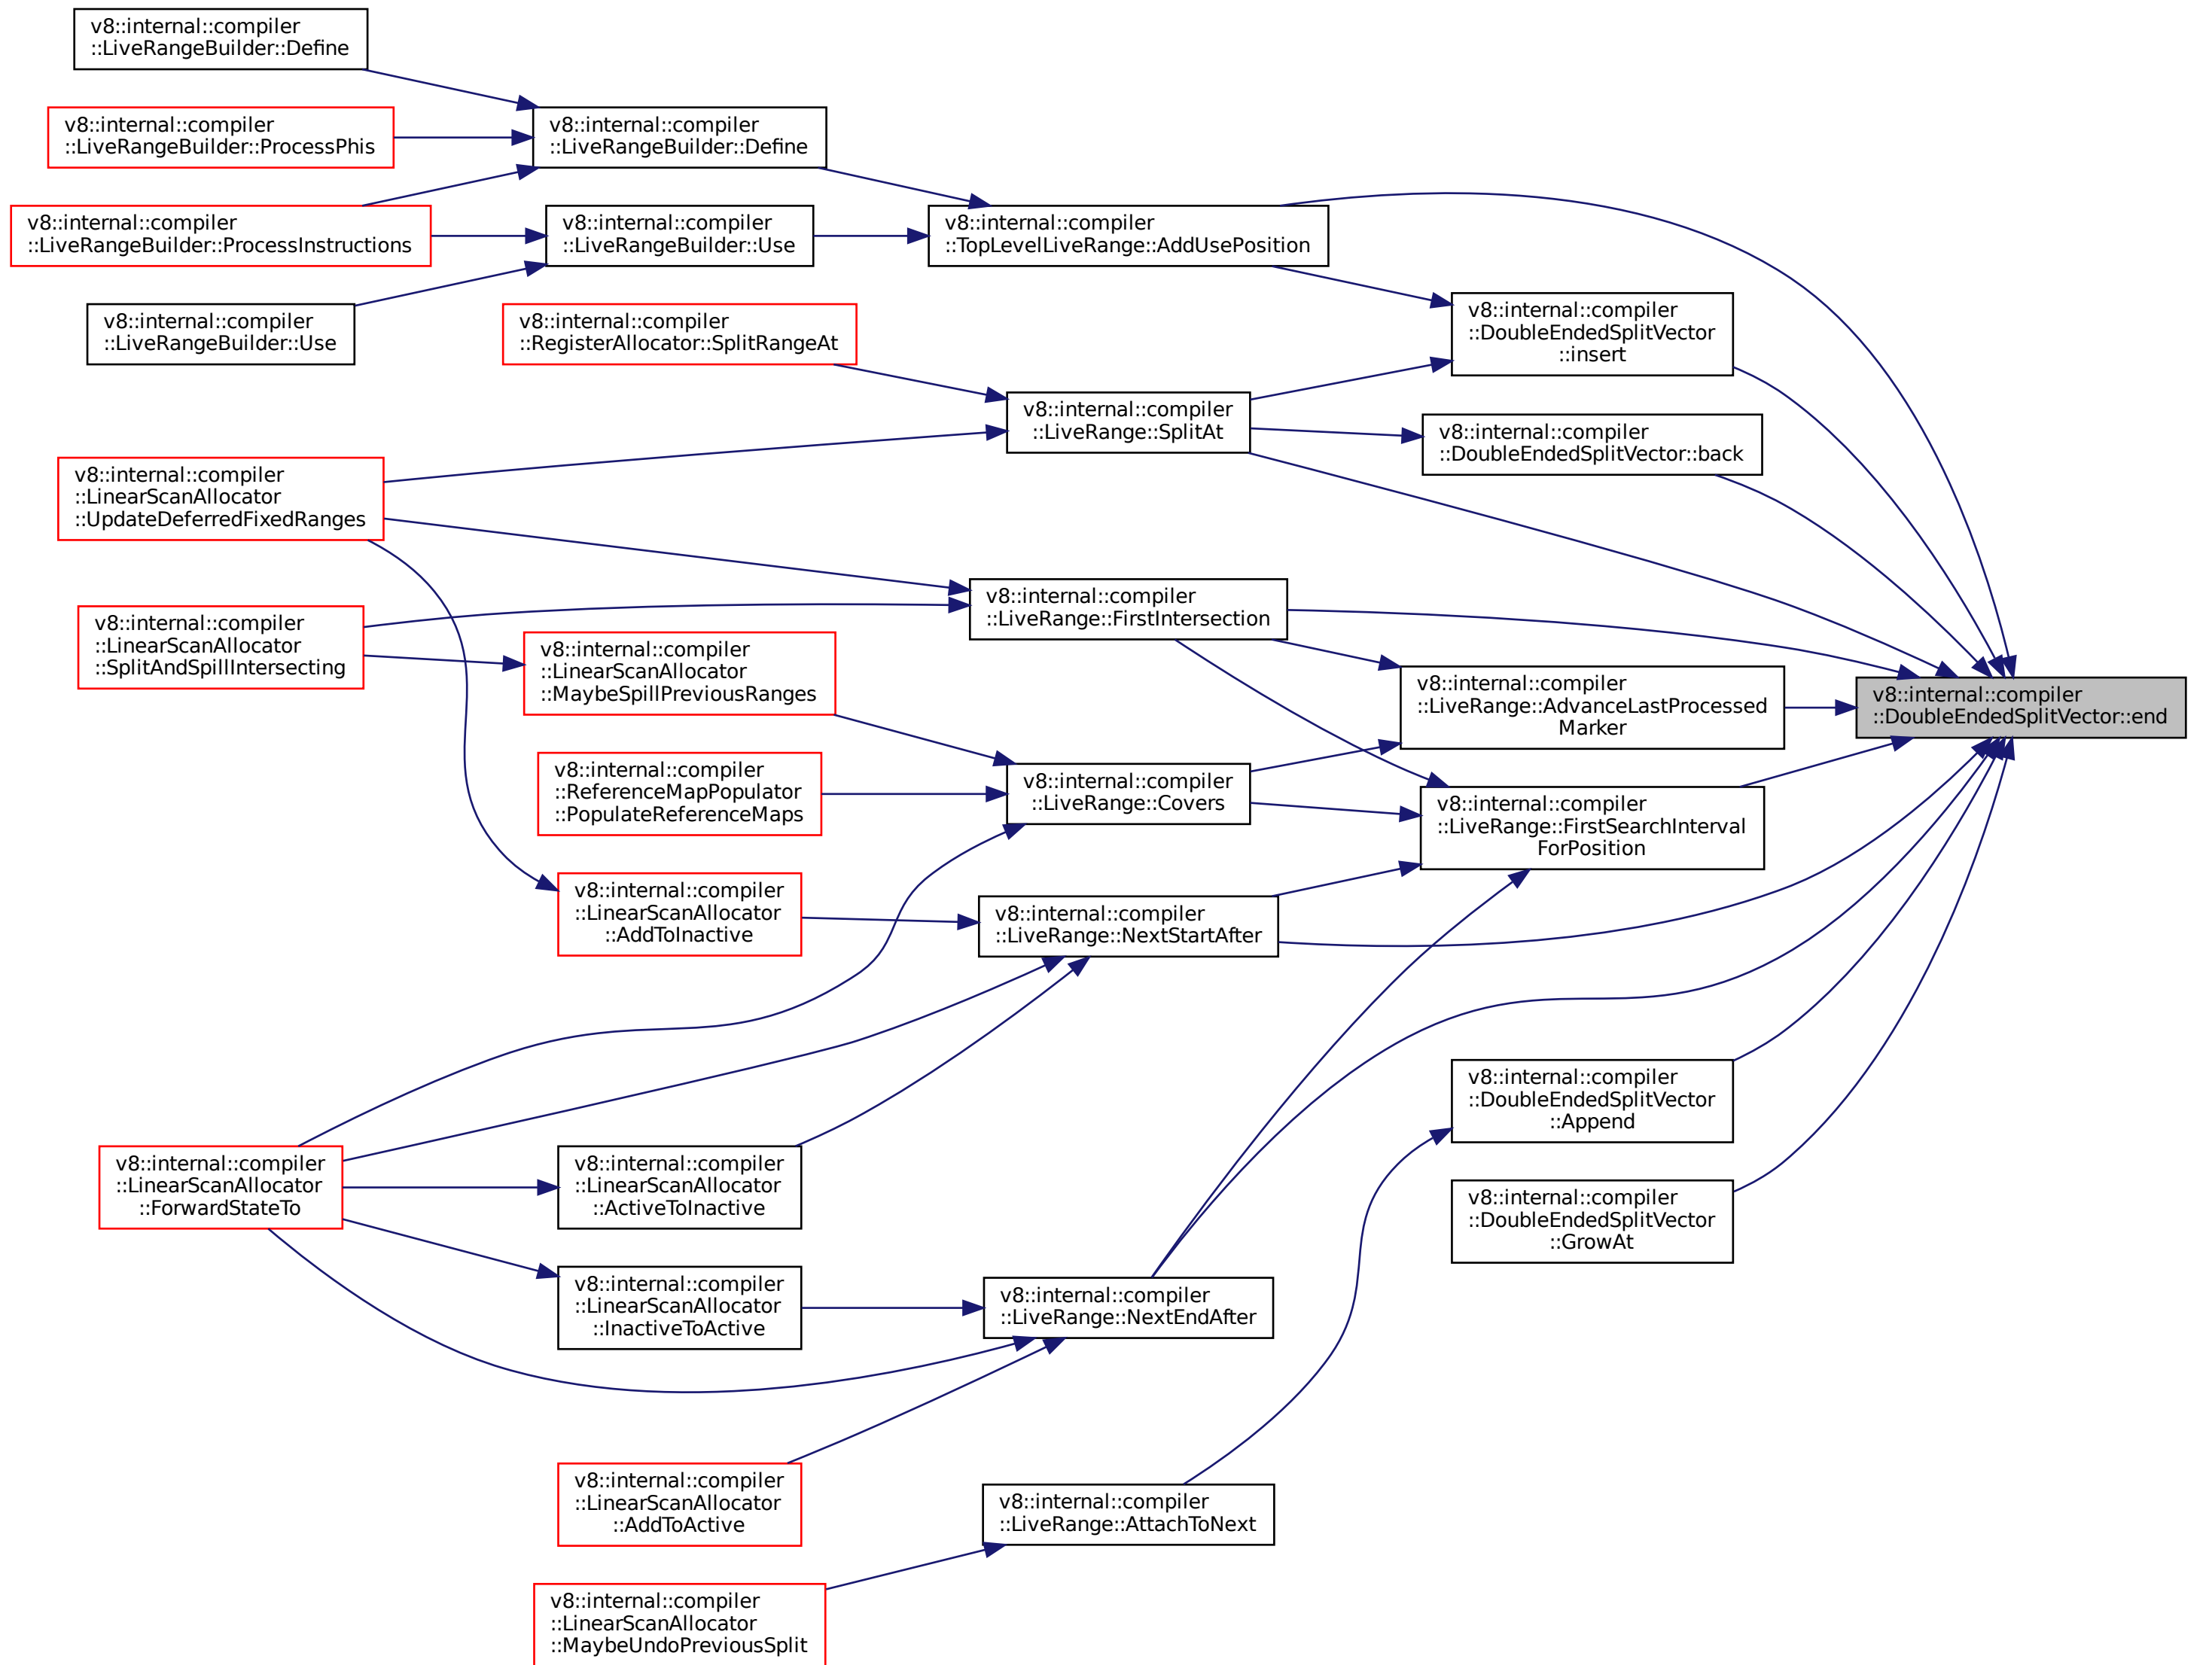 v8::internal::compiler
::LiveRangeBuilder::Define
v8::internal::compiler
::LiveRangeBuilder::ProcessPhis
v8::internal::compiler
::LiveRangeBuilder::Define
v8::internal::compiler
::LiveRangeBuilder::ProcessInstructions
v8::internal::compiler
::LiveRangeBuilder::Use
v8::internal::compiler
::TopLevelLiveRange::AddUsePosition
v8::internal::compiler
::LiveRangeBuilder::Use
v8::internal::compiler
::RegisterAllocator::SplitRangeAt
v8::internal::compiler
::DoubleEndedSplitVector
::insert
v8::internal::compiler
::LiveRange::SplitAt
v8::internal::compiler
::DoubleEndedSplitVector::back
v8::internal::compiler
::LinearScanAllocator
::UpdateDeferredFixedRanges
v8::internal::compiler
::LiveRange::FirstIntersection
v8::internal::compiler
::LinearScanAllocator
::SplitAndSpillIntersecting
v8::internal::compiler
::LinearScanAllocator
::MaybeSpillPreviousRanges
v8::internal::compiler
::LiveRange::AdvanceLastProcessed
Marker
v8::internal::compiler
::DoubleEndedSplitVector::end
v8::internal::compiler
::ReferenceMapPopulator
::PopulateReferenceMaps
v8::internal::compiler
::LiveRange::Covers
v8::internal::compiler
::LiveRange::FirstSearchInterval
ForPosition
v8::internal::compiler
::LinearScanAllocator
::AddToInactive
v8::internal::compiler
::LiveRange::NextStartAfter
v8::internal::compiler
::DoubleEndedSplitVector
::Append
v8::internal::compiler
::LinearScanAllocator
::ForwardStateTo
v8::internal::compiler
::LinearScanAllocator
::ActiveToInactive
v8::internal::compiler
::DoubleEndedSplitVector
::GrowAt
v8::internal::compiler
::LinearScanAllocator
::InactiveToActive
v8::internal::compiler
::LiveRange::NextEndAfter
v8::internal::compiler
::LinearScanAllocator
::AddToActive
v8::internal::compiler
::LiveRange::AttachToNext
v8::internal::compiler
::LinearScanAllocator
::MaybeUndoPreviousSplit